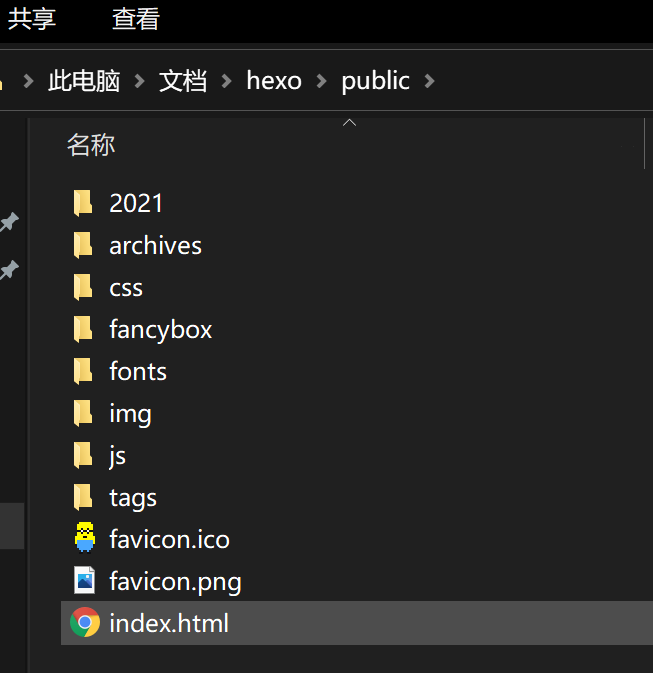 共享 查看
此电脑 文档 hexo public
名称
2021
archives
css
fancybox
fonts
img
js
tags
favicon.ico
favicon.png
index.html